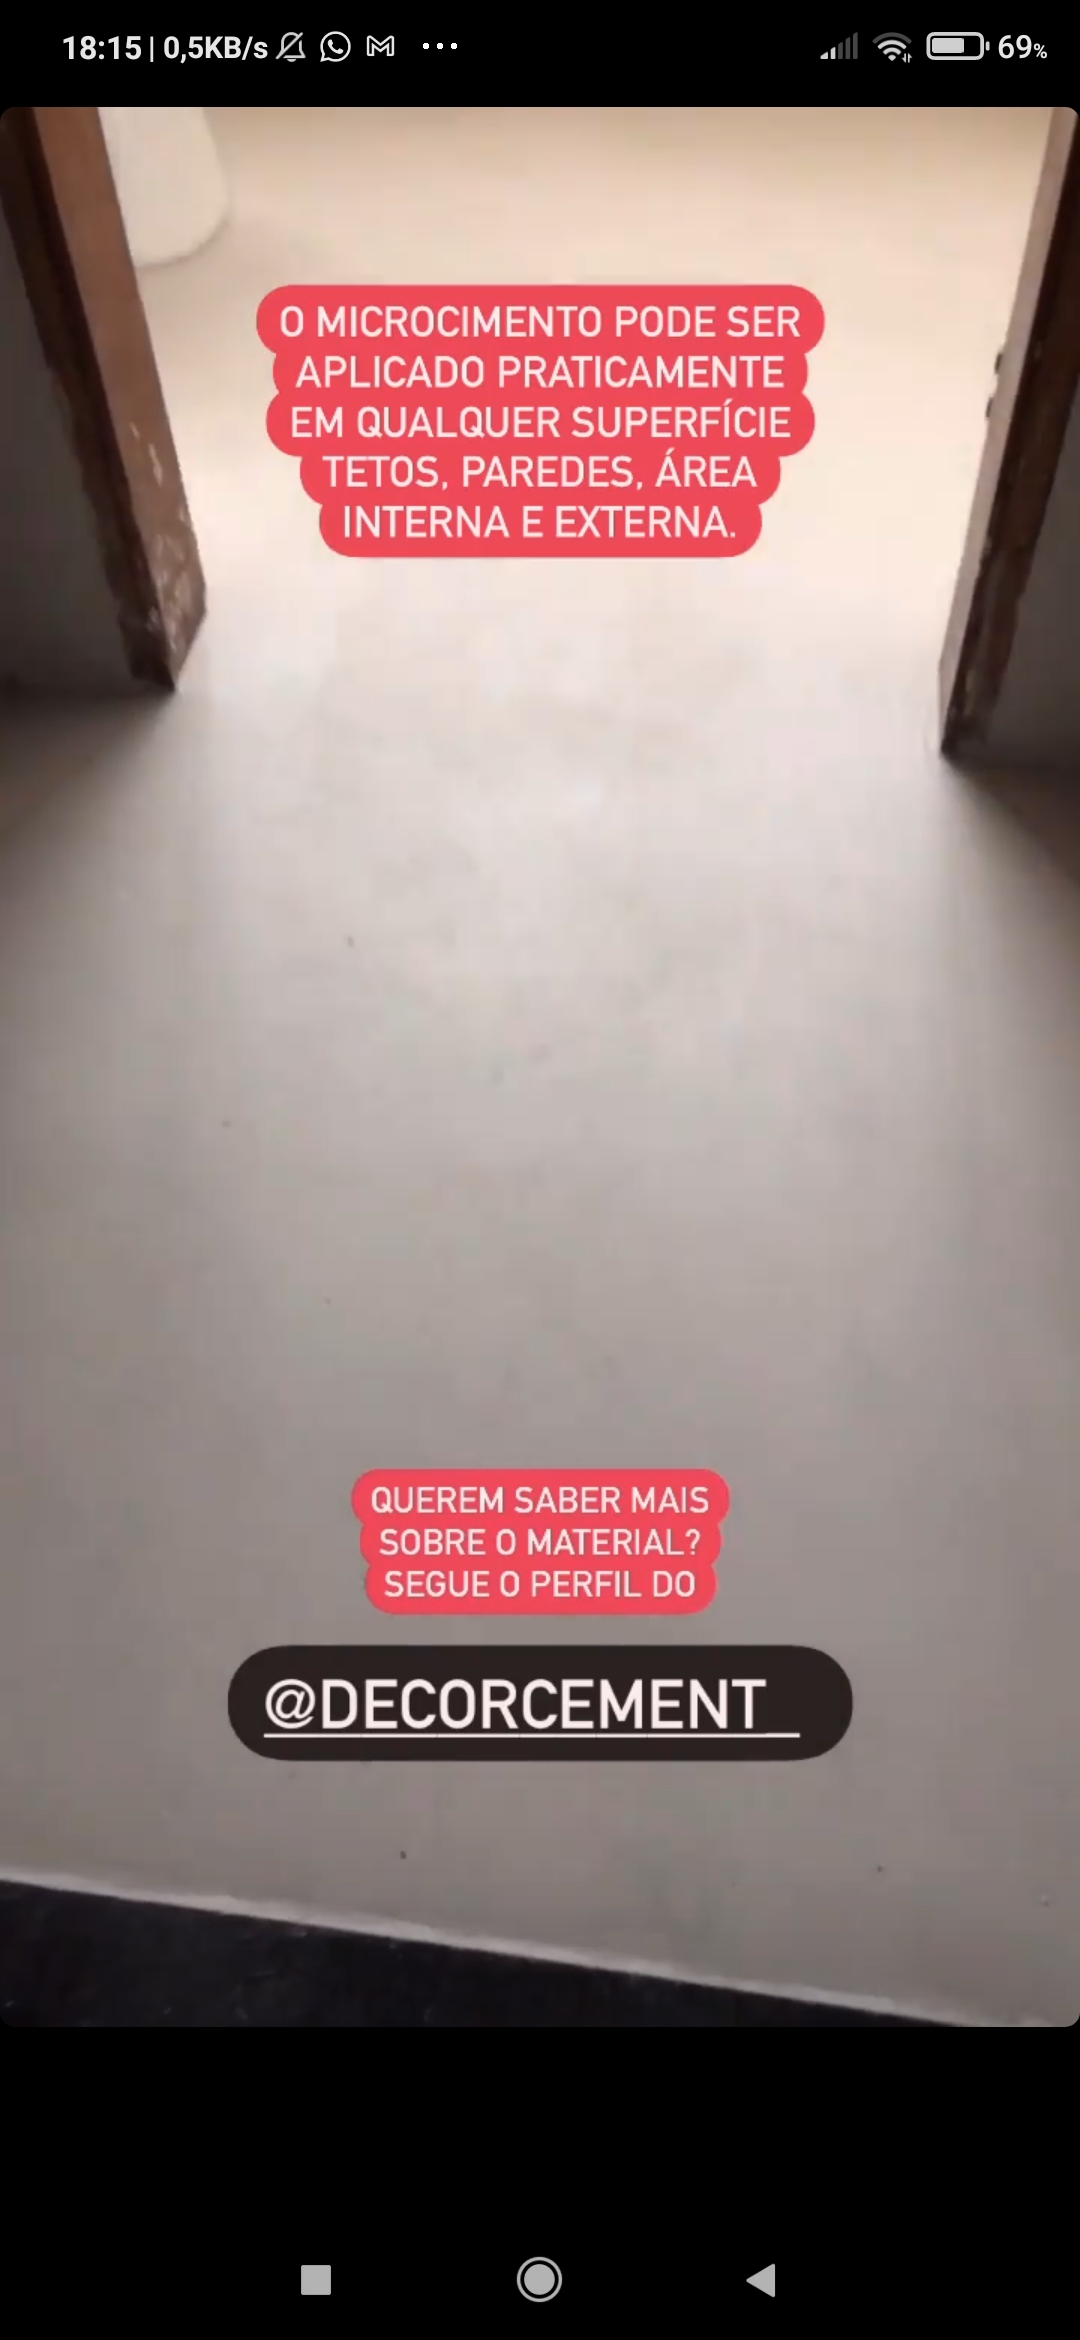 18:15 | 0,5KB/s
69%
O MICROCIMENTO PODE SER
APLICADO PRATICAMENTE
EM QUALQUER SUPERFÍCIE
TETOS, PAREDES, ÁREA
INTERNA E EXTERNA.
QUEREM SABER MAIS
SOBRE O MATERIAL?
SEGUE O PERFIL DO
@DECORCEMENT_